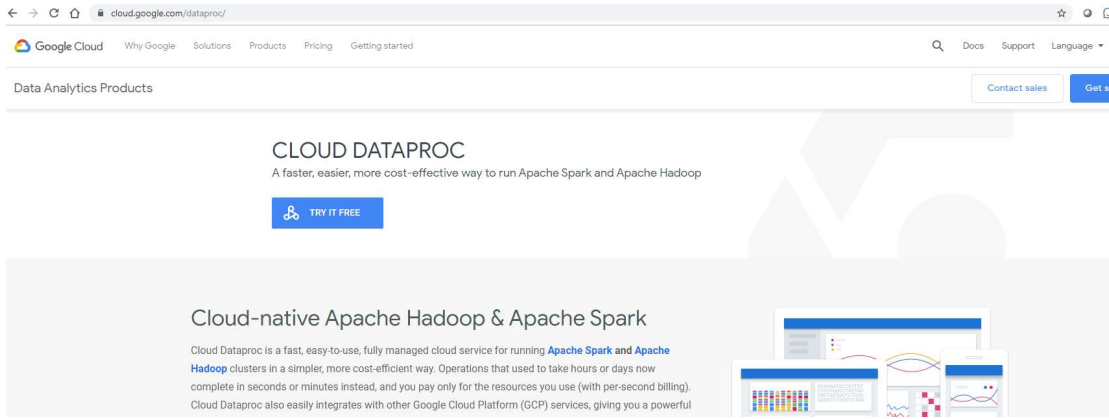 cloud.google.com/dataproc/
Google Cloud Why Google Solutions Products Pricing Getting started Docs Support Language
Data Analytics Products Contact sales Get s
CLOUD DATAPROC
A faster, easier, more cost-effective way to run Apache Spark and Apache Hadoop
TRY IT FREE
Cloud-native Apache Hadoop & Apache Spark
Cloud Dataproc is a fast, easy-to-use, fully managed cloud service for running Apache Spark and Apache
Hadoop clusters in a simpler, more cost-efficient way. Operations that used to take hours or days now
complete in seconds or minutes instead, and you pay only for the resources you use (with per-second billing).
Cloud Dataproc also easily integrates with other Google Cloud Platform (GCP) services, giving you a powerful